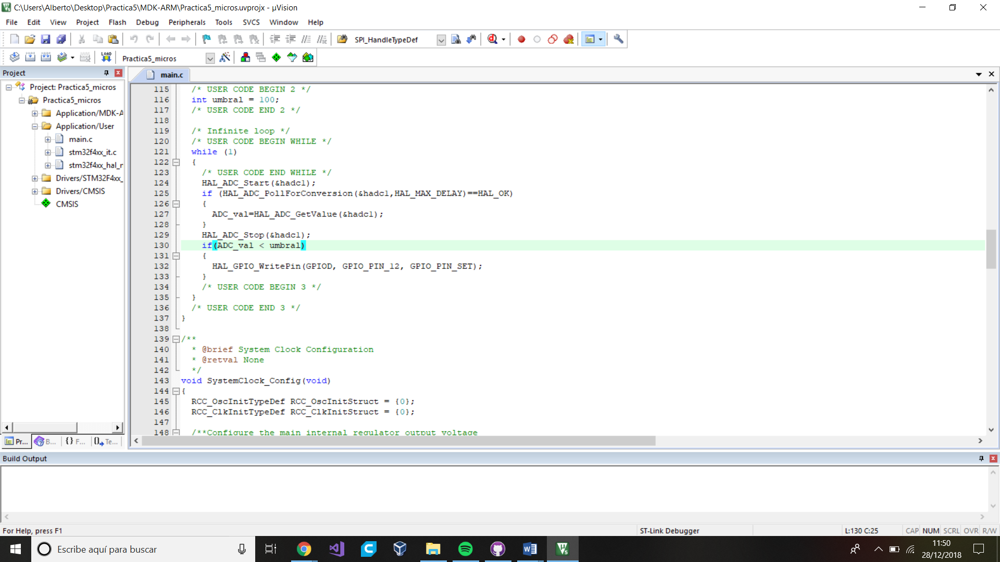 C:\Users\Alberto\Desktop\Practica5\MDK-ARM\Practica5_micros.uvprojx - µVision
File Edit View Project Flash Debug Peripherals Tools SVCS Window Help
SPI_HandleTypeDef
LOAD
Practica5_micros
Project
main.c
Project: Practica5_micros
Practica5_micros
Application/MDK-A
Application/User
main.c
stm32f4xx_it.c
stm32f4xx_hal_r
Drivers/STM32F4xx_
Drivers/CMSIS
CMSIS
Pr... B... {} F... Te...
115 /* USER CODE BEGIN 2 */
116 int umbral = 100;
117 /* USER CODE END 2 */
118
119 /* Infinite loop */
120 /* USER CODE BEGIN WHILE */
121 while (1)
122 {
123 /* USER CODE END WHILE */
124 HAL_ADC_Start(&hadc1);
125 if (HAL_ADC_PollForConversion(&hadc1,HAL_MAX_DELAY)==HAL_OK)
126 {
127 ADC_val=HAL_ADC_GetValue(&hadc1);
128 }
129 HAL_ADC_Stop(&hadc1);
130 if(ADC_val < umbral)
131 {
132 HAL_GPIO_WritePin(GPIOD, GPIO_PIN_12, GPIO_PIN_SET);
133 }
134 /* USER CODE BEGIN 3 */
135 }
136 /* USER CODE END 3 */
137 }
138
139 /**
140 * @brief System Clock Configuration
141 * @retval None
142 */
143 void SystemClock_Config(void)
144 {
145 RCC_OscInitTypeDef RCC_OscInitStruct = {0};
146 RCC_ClkInitTypeDef RCC_ClkInitStruct = {0};
147
148 /**Configure the main internal regulator output voltage
Build Output
For Help, press F1
ST-Link Debugger
L:130 C:25
CAP NUM SCRL OVR R/W
Escribe aquí para buscar
11:50
28/12/2018